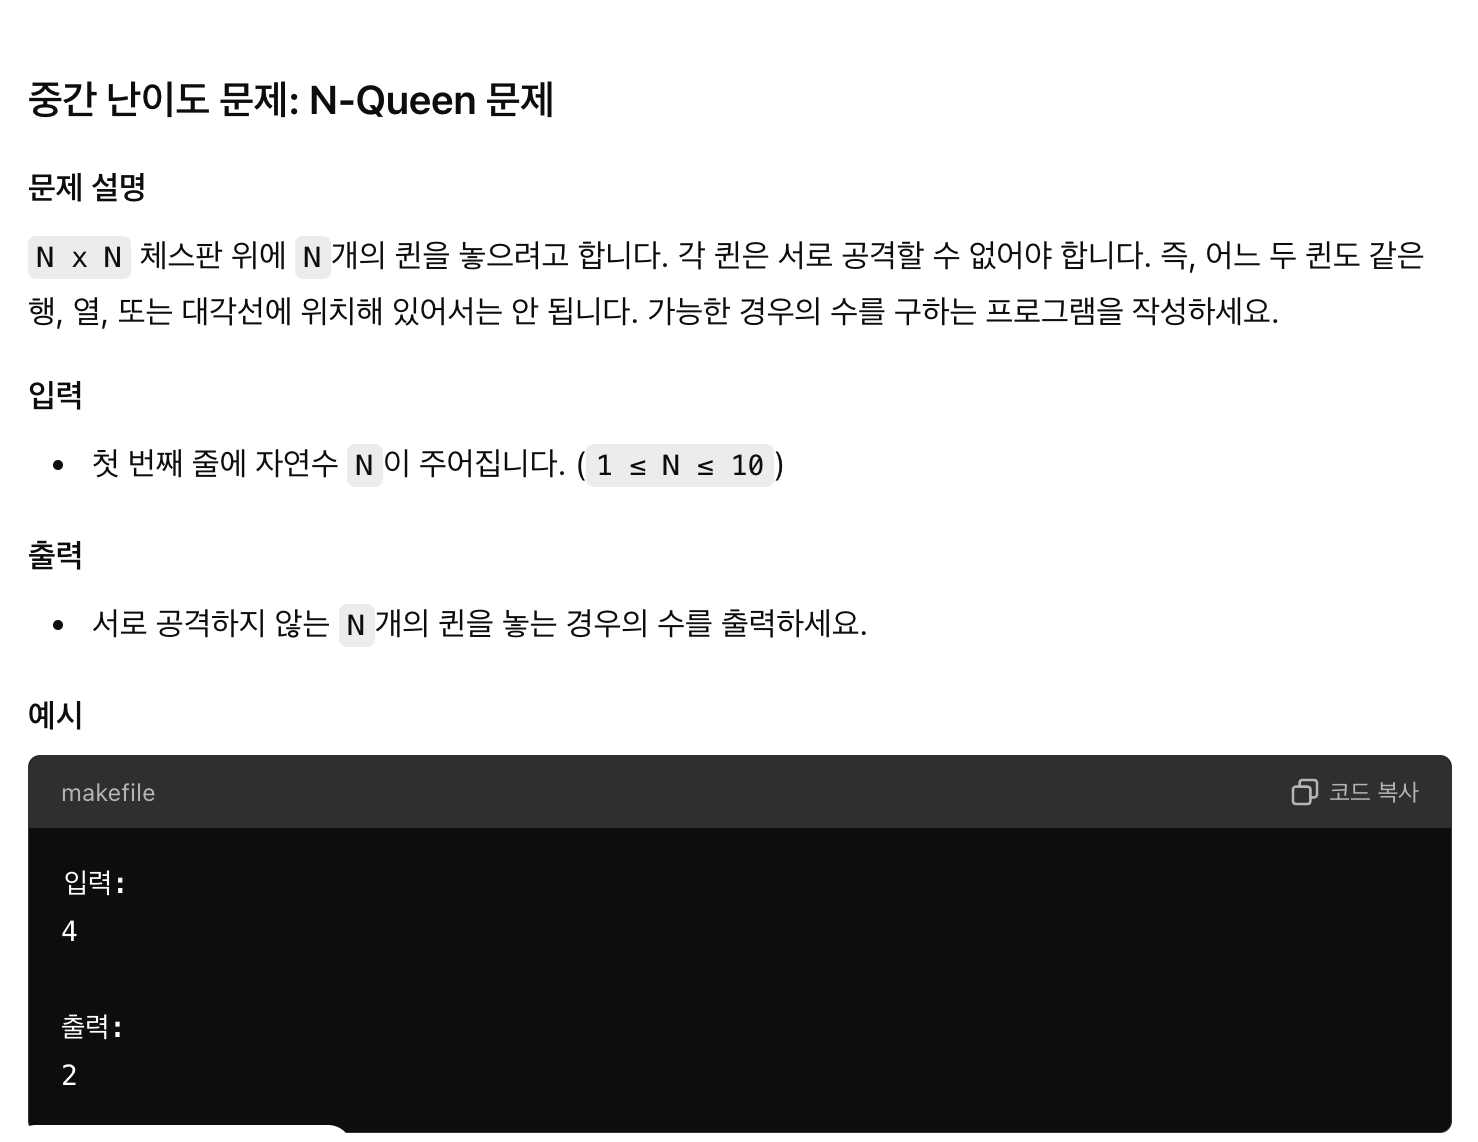 중간 난이도 문제: N-Queen 문제
문제 설명
N x N 체스판 위에 N개의 퀸을 놓으려고 합니다. 각 퀸은 서로 공격할 수 없어야 합니다. 즉, 어느 두 퀸도 같은
행, 열, 또는 대각선에 위치해 있어서는 안 됩니다. 가능한 경우의 수를 구하는 프로그램을 작성하세요.
입력
• 첫 번째 줄에 자연수 N이 주어집니다. (1 ≤ N ≤ 10)
출력
• 서로 공격하지 않는 N개의 퀸을 놓는 경우의 수를 출력하세요.
예시
makefile 코드 복사
입력:
4
출력:
2